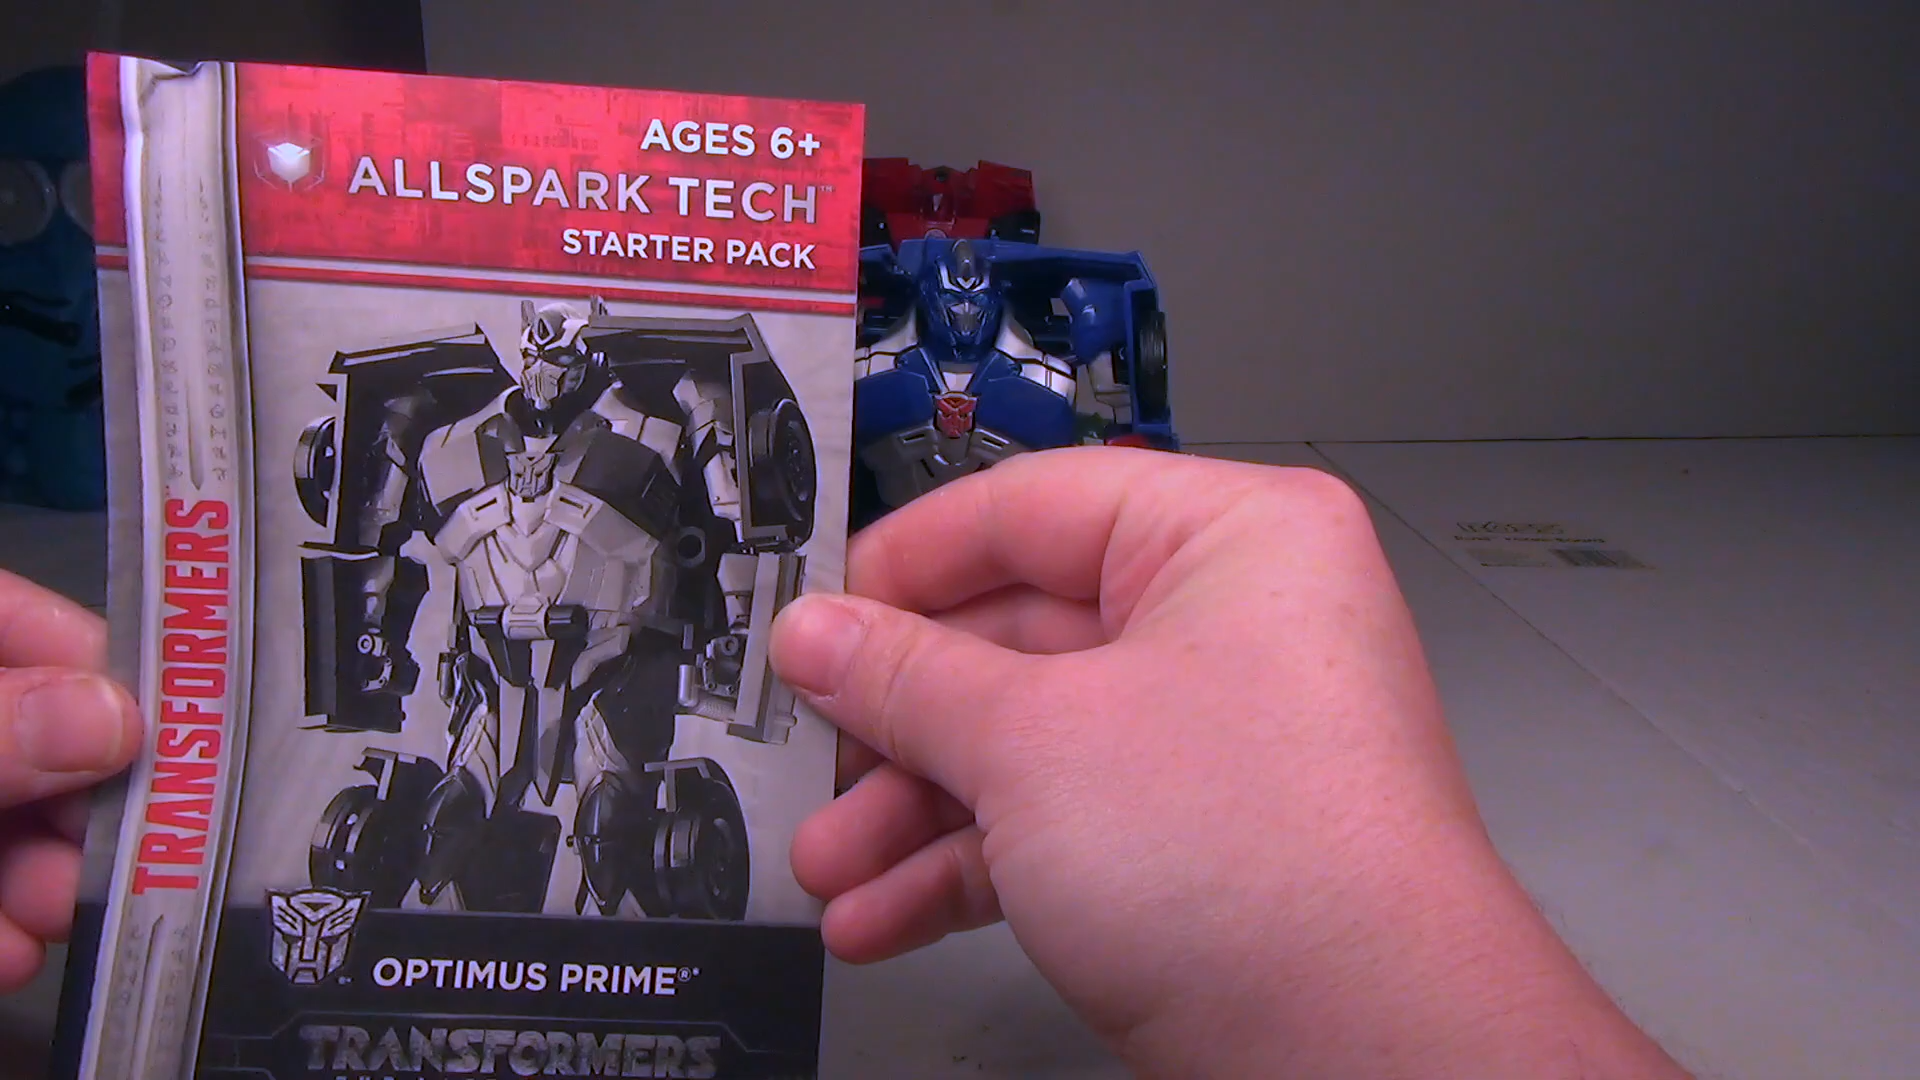 AGES 6+
ALLSPARK TECH™
STARTER PACK
TRANSFORMERS
OPTIMUS PRIME®*
TRANSFORMERS